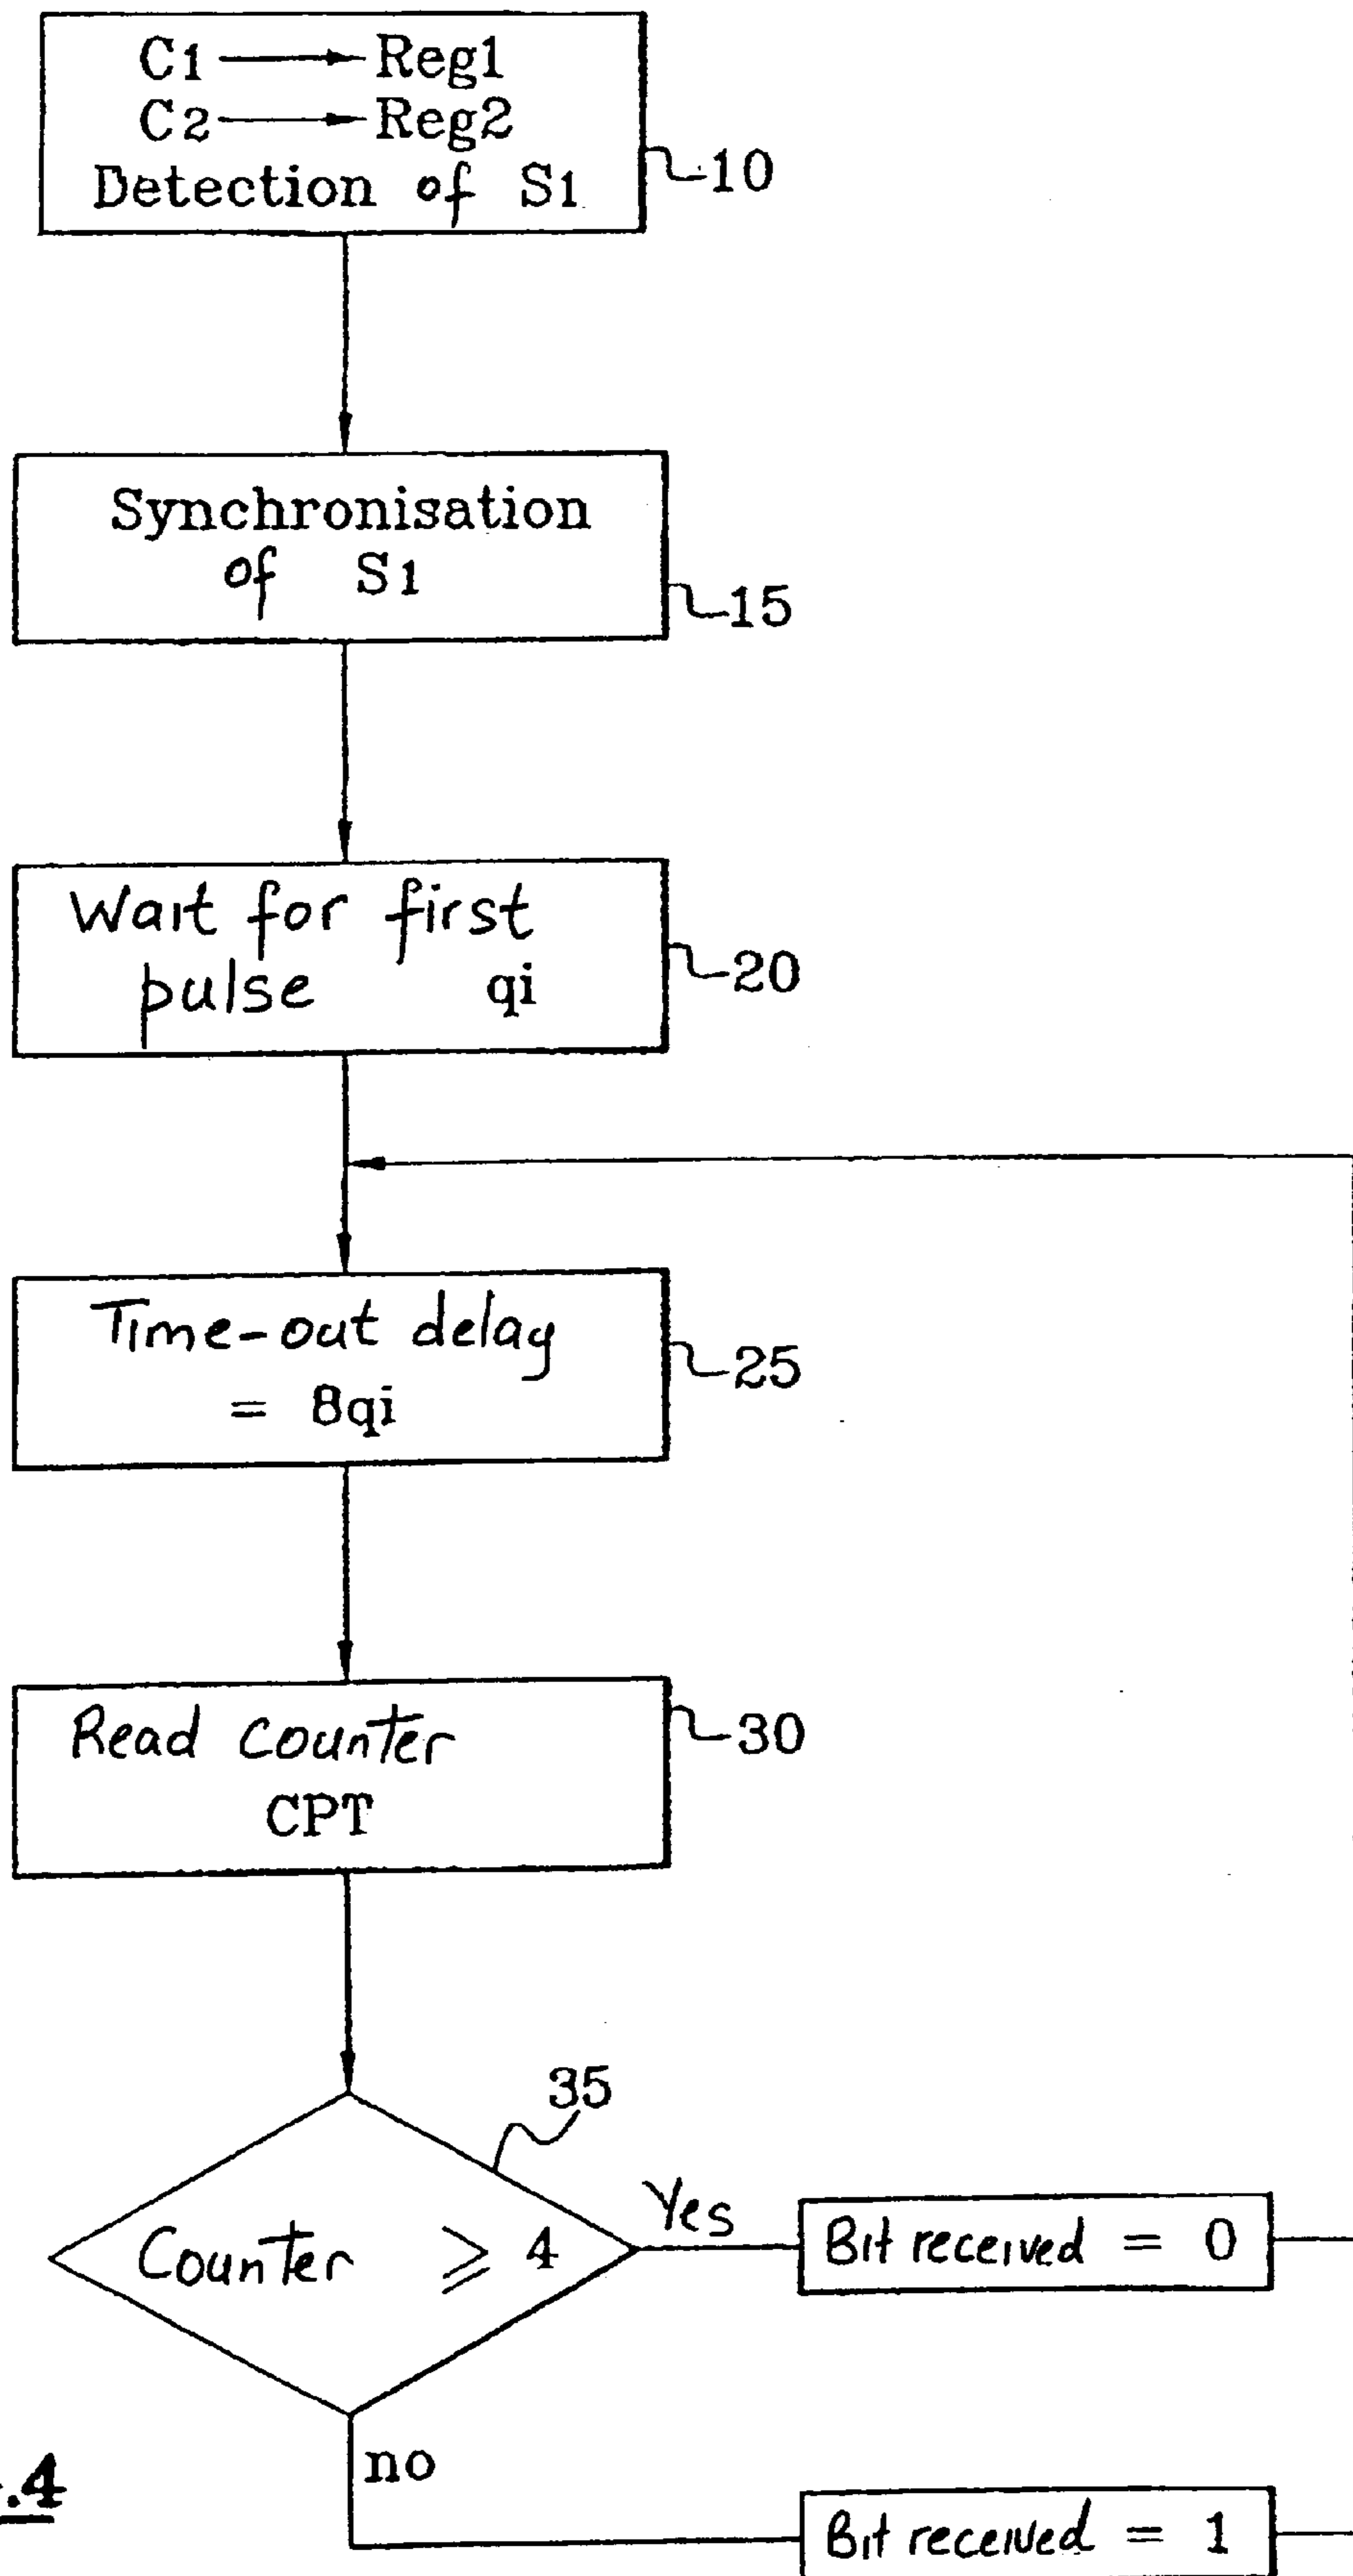 C1 → Reg1
C2 → Reg2
Detection of S1
10
Synchronisation
of S1
15
Wait for first
pulse qi
20
Time-out delay
= 8qi
25
Read counter
CPT
30
35
Counter ⩾ 4
Yes
Bit received = 0
no
Bit received = 1
.4